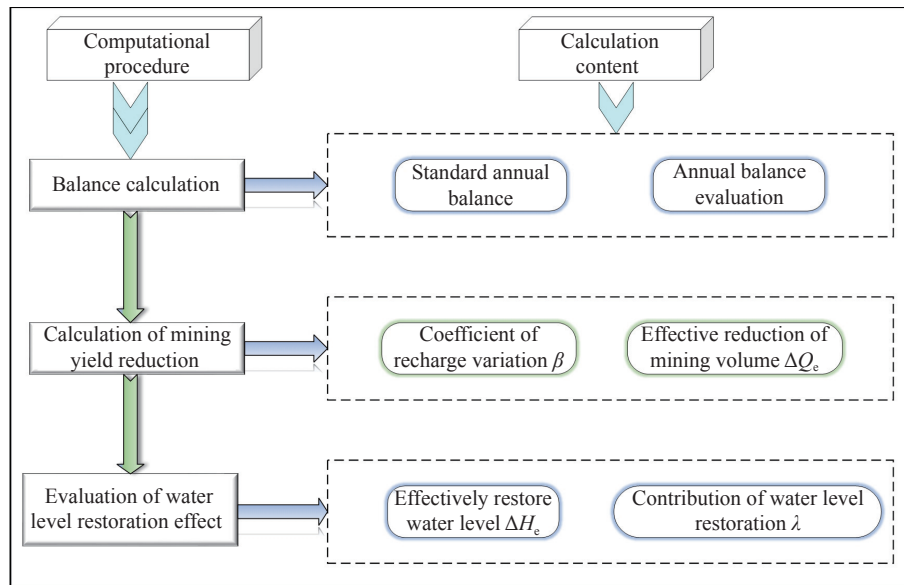 Computational
procedure
Calculation
content
Balance calculation
Standard annual
balance
Annual balance
evaluation
Calculation of mining
yield reduction
Coefficient of
recharge variation β
Effective reduction of
mining volume ΔQₑ
Evaluation of water
level restoration effect
Effectively restore
water level ΔHₑ
Contribution of water level
restoration λ